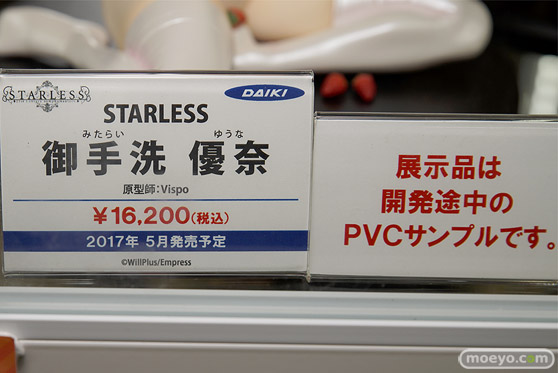 STARLESS
DAIKI
STARLESS
みたらい ゆうな
御手洗 優奈
原型師:Vispo
¥16,200(税込)
2017年 5月発売予定
©WillPlus/Empress
展示品は
開発途中の
PVCサンプルです。
moeyo.com